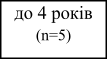 до 4 років
(n=5)